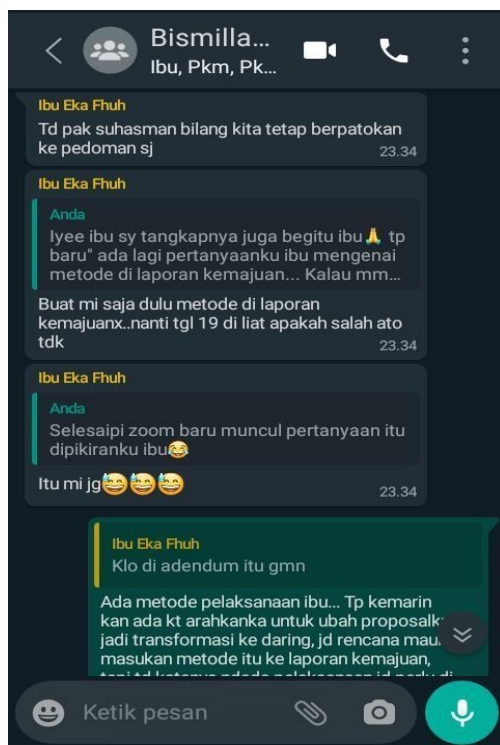 Bismilla...
Ibu, Pkm, Pk...
Ibu Eka Fhuh
Td pak suhasman bilang kita tetap berpatokan
ke pedoman sj
23.34
Ibu Eka Fhuh
Anda
Iyee ibu sy tangkapnya juga begitu ibu🙏 tp
baru" ada lagi pertanyaanku ibu mengenai
metode di laporan kemajuan... Kalau mm...
Buat mi saja dulu metode di laporan
kemajuanx..nanti tgl 19 di liat apakah salah ato
tdk
23.34
Ibu Eka Fhuh
Anda
Selesaipi zoom baru muncul pertanyaan itu
dipikiranku ibu😂
Itu mi jg😅😅😅
23.34
Ibu Eka Fhuh
Klo di adendum itu gmn
Ada metode pelaksanaan ibu... Tp kemarin
kan ada kt arahkanka untuk ubah
jadi transformasi ke daring, jd rencana
masukan metode itu ke laporan kemajuan,
Ketik pesan